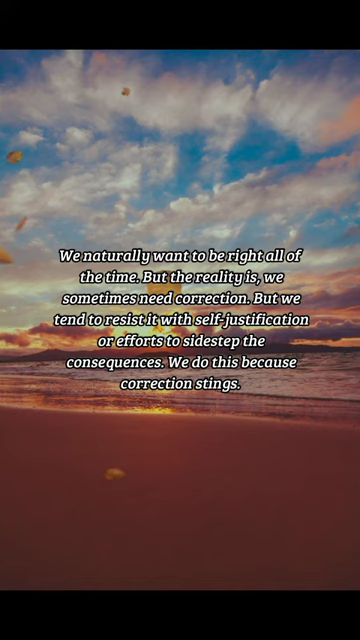 We naturally want to be right all of
the time. But the reality is, we
sometimes need correction. But we
tend to resist it with self-justification
or efforts to sidestep the
consequences. We do this because
correction stings.